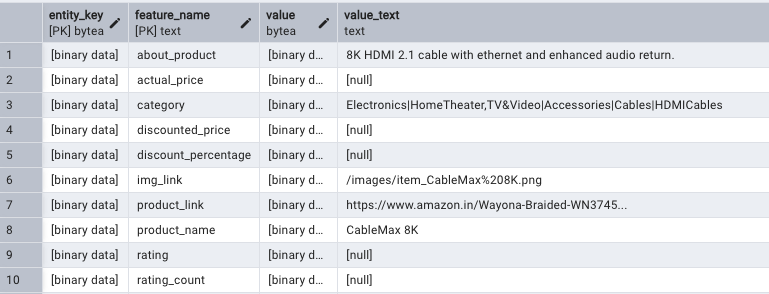 entity_key feature_name value value_text
[PK] bytea [PK] text bytea text
1 [binary data] about_product [binary d... 8K HDMI 2.1 cable with ethernet and enhanced audio return.
2 [binary data] actual_price [binary d... [null]
3 [binary data] category [binary d... Electronics|HomeTheater,TV&Video|Accessories|Cables|HDMICables
4 [binary data] discounted_price [binary d... [null]
5 [binary data] discount_percentage [binary d... [null]
6 [binary data] img_link [binary d... /images/item_CableMax%208K.png
7 [binary data] product_link [binary d... https://www.amazon.in/Wayona-Braided-WN3745...
8 [binary data] product_name [binary d... CableMax 8K
9 [binary data] rating [binary d... [null]
10 [binary data] rating_count [binary d... [null]